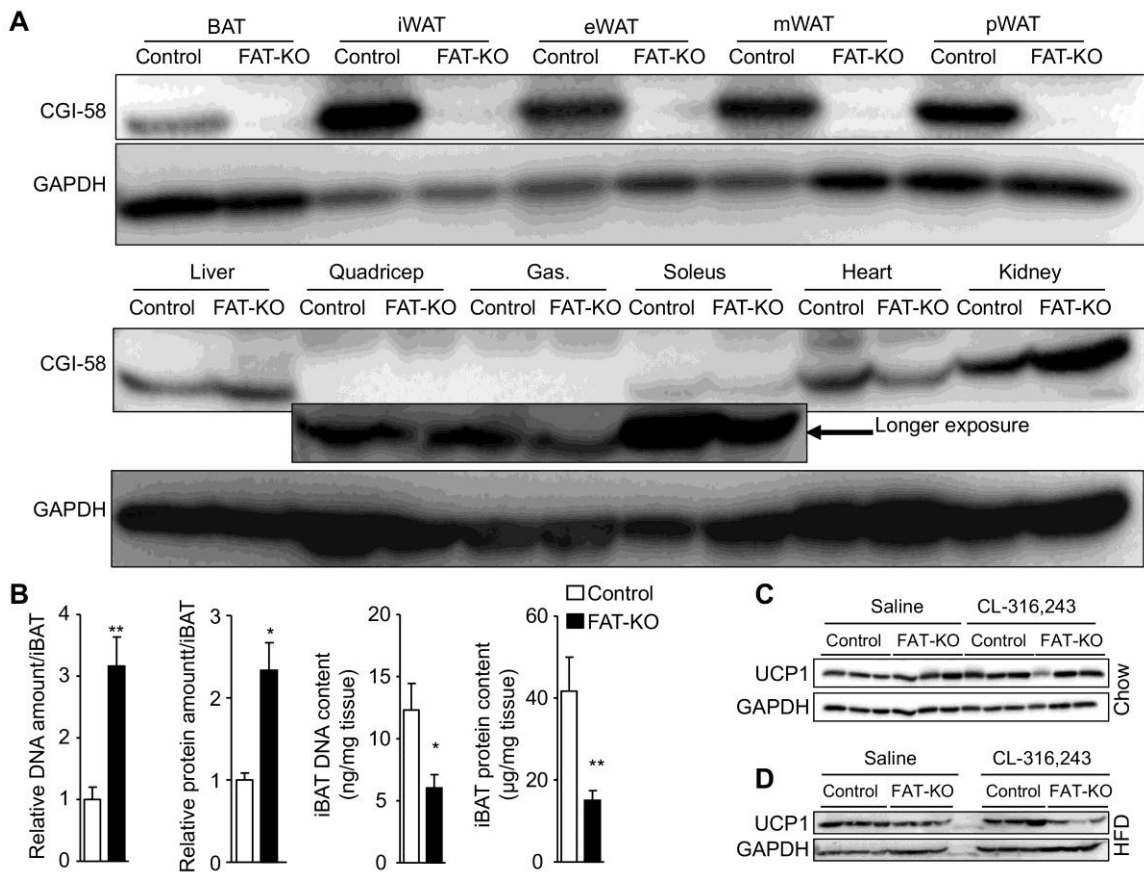 A
BAT iWAT eWAT mWAT pWAT
Control FAT-KO Control FAT-KO Control FAT-KO Control FAT-KO Control FAT-KO
CGI-58
GAPDH
Liver Quadricep Gas. Soleus Heart Kidney
Control FAT-KO Control FAT-KO Control FAT-KO Control FAT-KO Control FAT-KO Control FAT-KO
CGI-58
Longer exposure
GAPDH
B
Relative DNA amount/iBAT
4
3
2
1
0
**
Relative protein amountt/iBAT
3
2
1
0
*
iBAT DNA content
(ng/mg tissue)
20
15
10
5
0
*
iBAT protein content
(µg/mg tissue)
60
40
20
0
**
Control
FAT-KO
C
Saline CL-316,243
Control FAT-KO Control FAT-KO
UCP1
GAPDH
Chow
D
Saline CL-316,243
Control FAT-KO Control FAT-KO
UCP1
GAPDH
HFD